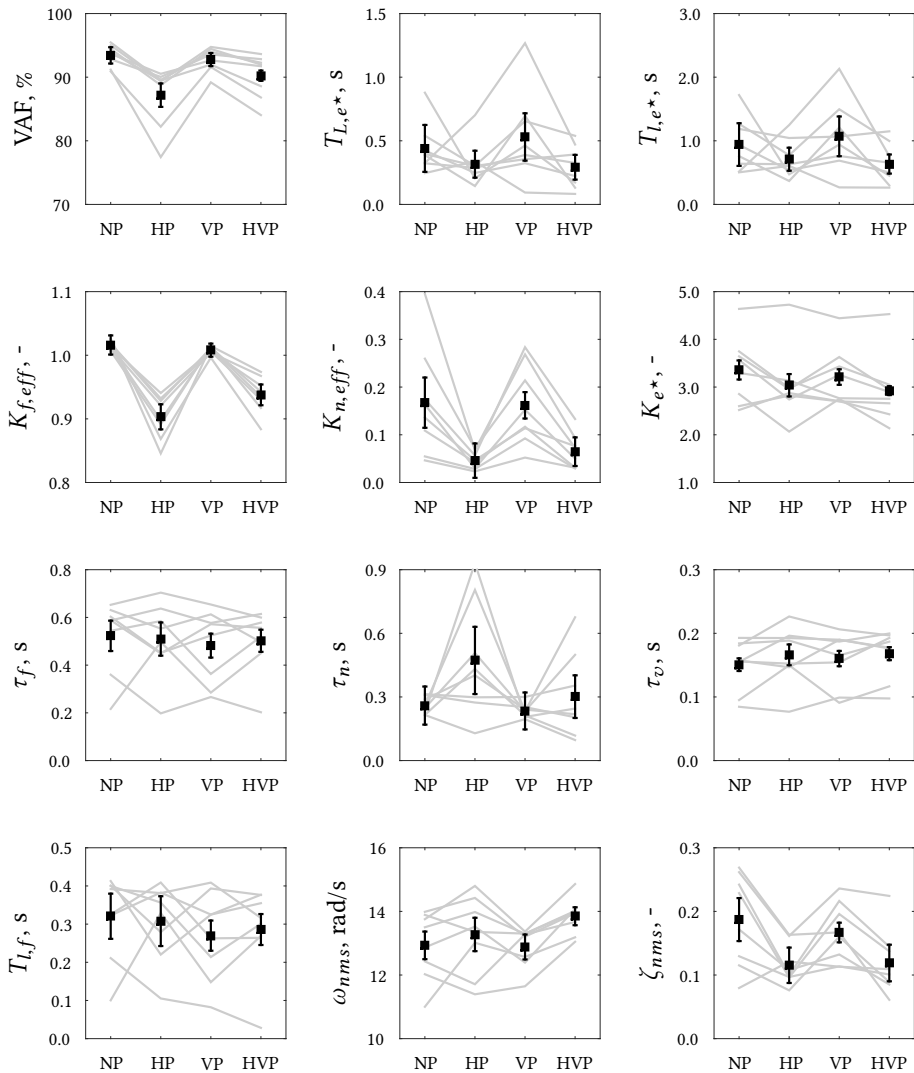 VAF, %
100
90
80
70
NP HP VP HVP
T_{L,e⋆}, s
1.5
1.0
0.5
0.0
NP HP VP HVP
T_{l,e⋆}, s
3.0
2.0
1.0
0.0
NP HP VP HVP
K_{f,eff}, -
1.1
1.0
0.9
0.8
NP HP VP HVP
K_{n,eff}, -
0.4
0.3
0.2
0.1
0.0
NP HP VP HVP
K_{e⋆}, -
5.0
4.0
3.0
2.0
1.0
NP HP VP HVP
τ_f, s
0.8
0.6
0.4
0.2
0.0
NP HP VP HVP
τ_n, s
0.9
0.6
0.3
0.0
NP HP VP HVP
τ_v, s
0.3
0.2
0.1
0.0
NP HP VP HVP
T_{l,f}, s
0.5
0.4
0.3
0.2
0.1
0.0
NP HP VP HVP
ω_{nms}, rad/s
16
14
12
10
NP HP VP HVP
ζ_{nms}, -
0.3
0.2
0.1
0.0
NP HP VP HVP